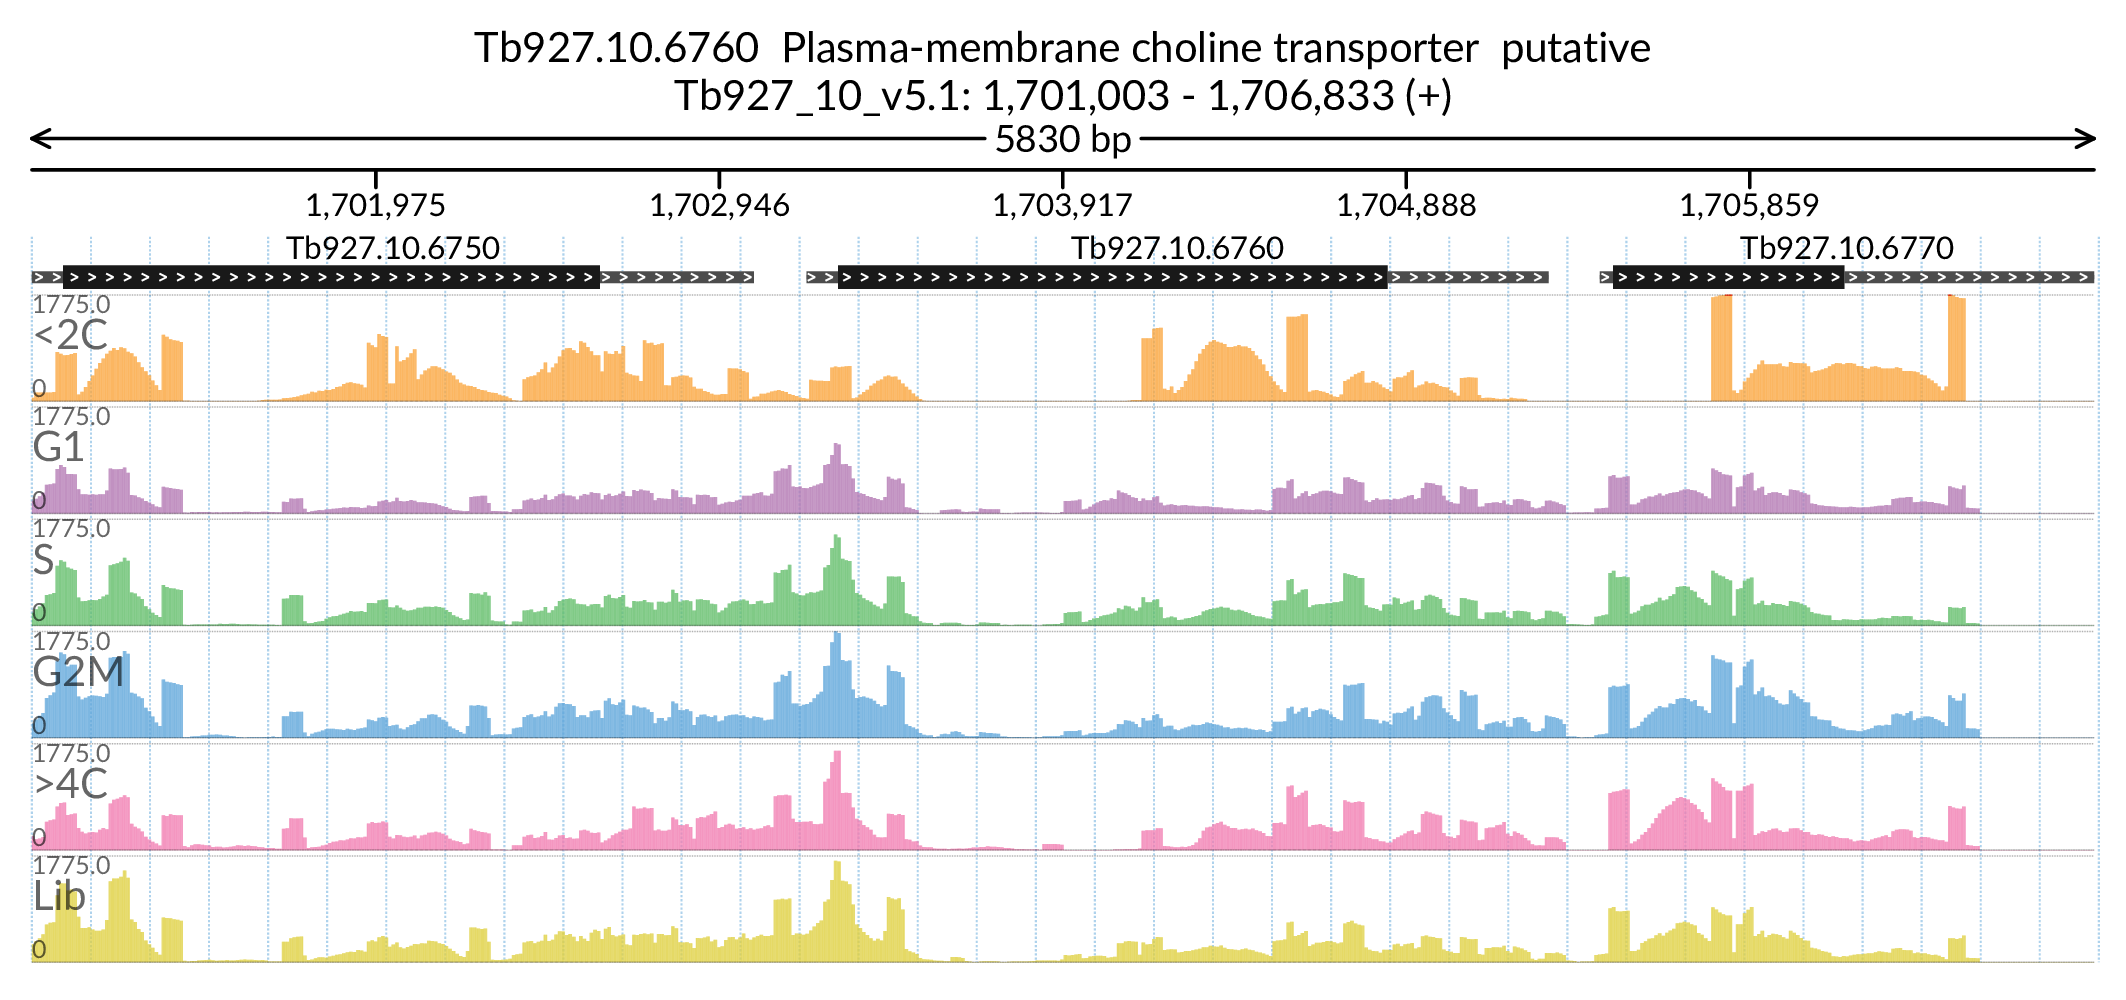 Tb927.10.6760  Plasma-membrane choline transporter  putative
Tb927_10_v5.1: 1,701,003 - 1,706,833 (+)
5830 bp
1,701,975 1,702,946 1,703,917 1,704,888 1,705,859
Tb927.10.6750 Tb927.10.6760 Tb927.10.6770
1775.0
<2C
0
1775.0
G1
0
1775.0
S
0
1775.0
G2M
0
1775.0
>4C
0
1775.0
Lib
0